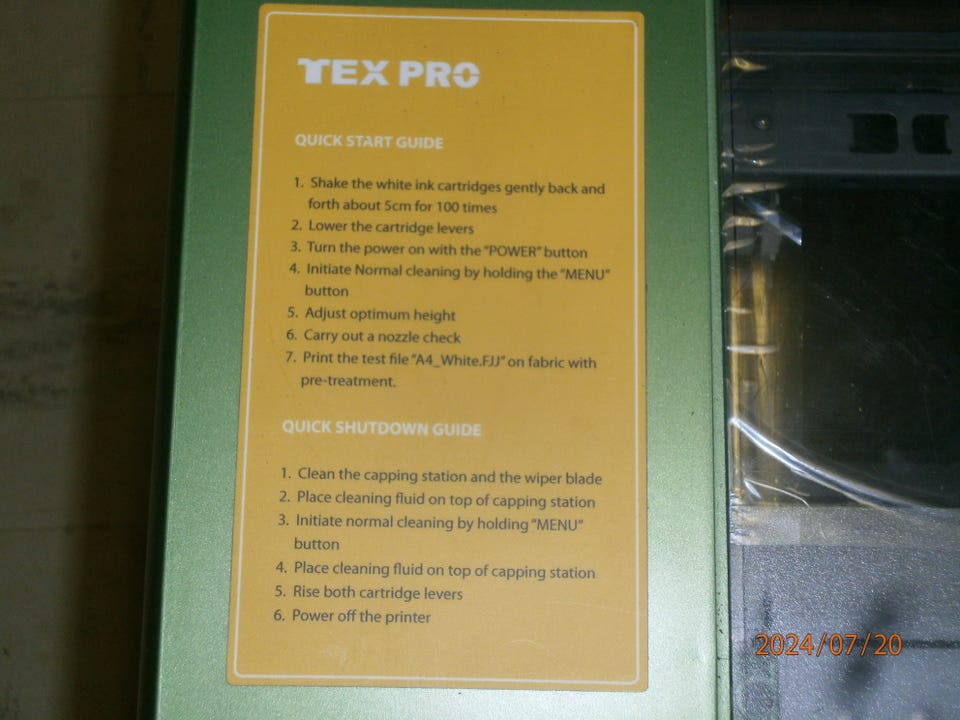 TEX PRO
QUICK START GUIDE
1. Shake the white ink cartridges gently back and
forth about 5cm for 100 times
2. Lower the cartridge levers
3. Turn the power on with the "POWER" button
4. Initiate Normal cleaning by holding the "MENU"
button
5. Adjust optimum height
6. Carry out a nozzle check
7. Print the test file "A4_White.FJJ" on fabric with
pre-treatment.
QUICK SHUTDOWN GUIDE
1. Clean the capping station and the wiper blade
2. Place cleaning fluid on top of capping station
3. Initiate normal cleaning by holding "MENU"
button
4. Place cleaning fluid on top of capping station
5. Rise both cartridge levers
6. Power off the printer
2024/07/20